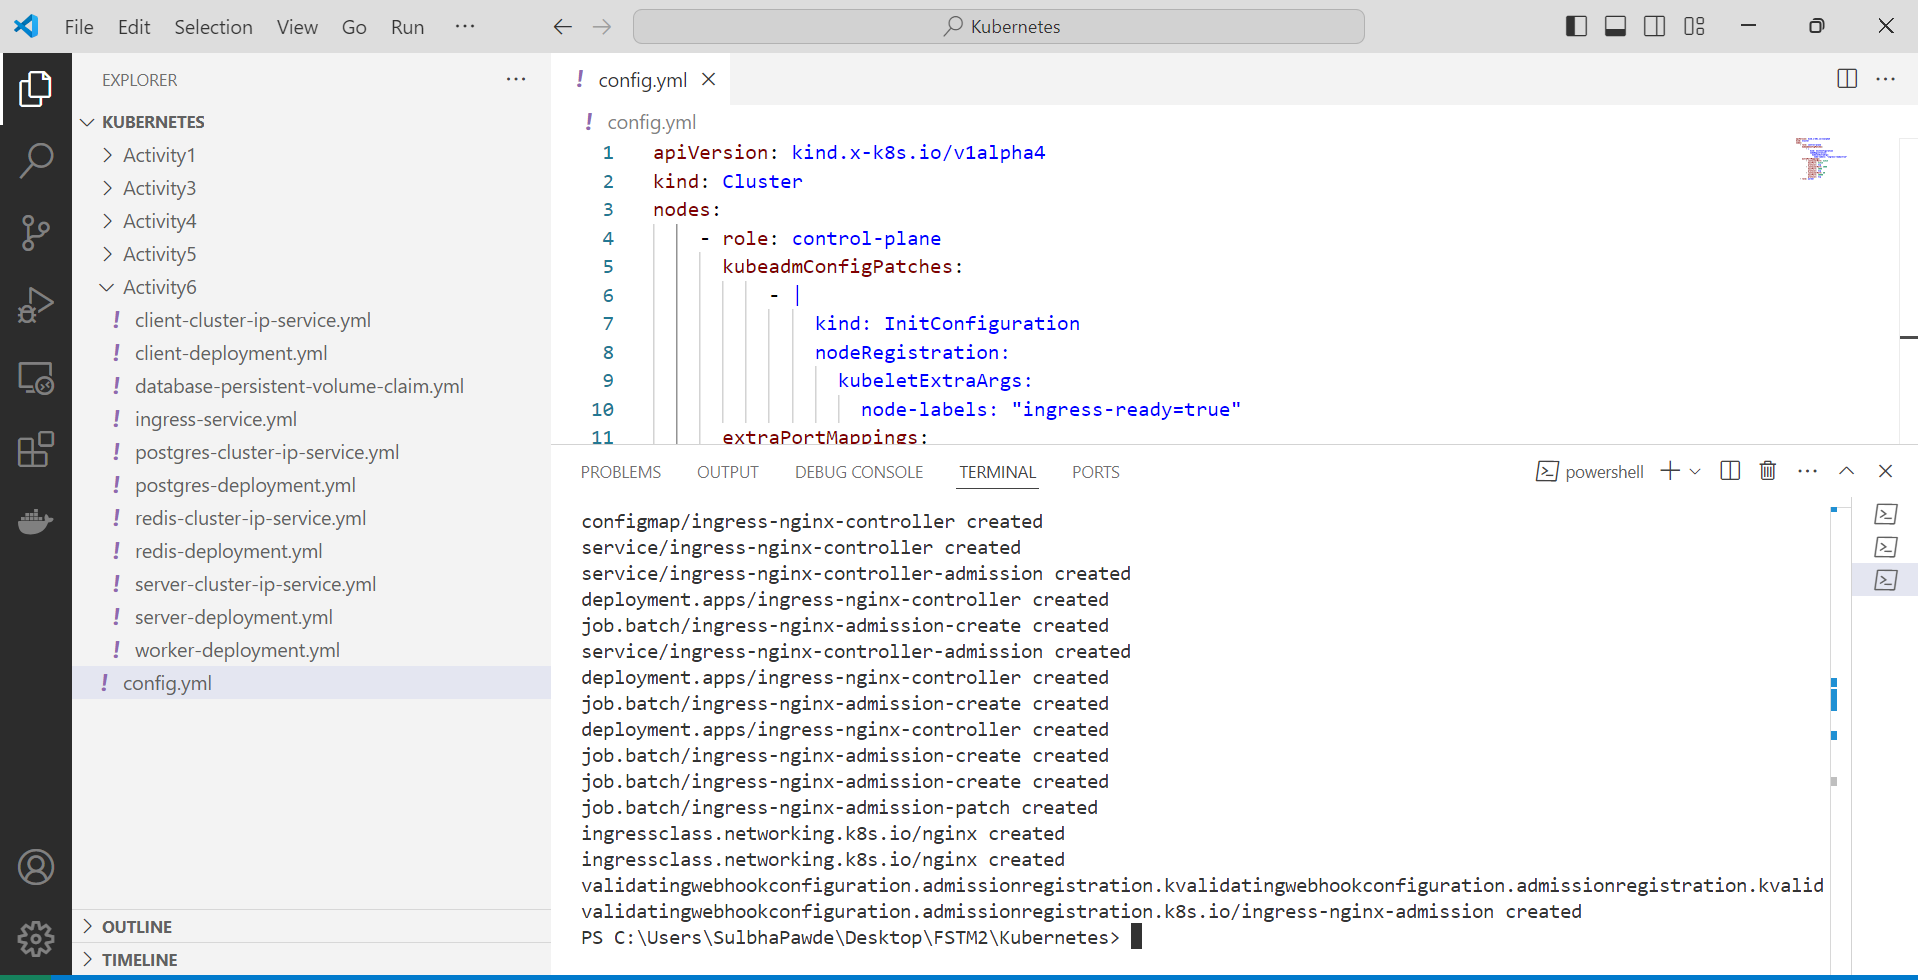 File Edit Selection View Go Run ··· Kubernetes
EXPLORER ···
KUBERNETES
Activity1
Activity3
Activity4
Activity5
Activity6
! client-cluster-ip-service.yml
! client-deployment.yml
! database-persistent-volume-claim.yml
! ingress-service.yml
! postgres-cluster-ip-service.yml
! postgres-deployment.yml
! redis-cluster-ip-service.yml
! redis-deployment.yml
! server-cluster-ip-service.yml
! server-deployment.yml
! worker-deployment.yml
! config.yml
OUTLINE
TIMELINE
! config.yml
! config.yml
1 apiVersion: kind.x-k8s.io/v1alpha4
2 kind: Cluster
3 nodes:
4 - role: control-plane
5 kubeadmConfigPatches:
6 - |
7 kind: InitConfiguration
8 nodeRegistration:
9 kubeletExtraArgs:
10 node-labels: "ingress-ready=true"
11 extraPortMappings:
PROBLEMS OUTPUT DEBUG CONSOLE TERMINAL PORTS powershell
configmap/ingress-nginx-controller created
service/ingress-nginx-controller created
service/ingress-nginx-controller-admission created
deployment.apps/ingress-nginx-controller created
job.batch/ingress-nginx-admission-create created
service/ingress-nginx-controller-admission created
deployment.apps/ingress-nginx-controller created
job.batch/ingress-nginx-admission-create created
deployment.apps/ingress-nginx-controller created
job.batch/ingress-nginx-admission-create created
job.batch/ingress-nginx-admission-create created
job.batch/ingress-nginx-admission-patch created
ingressclass.networking.k8s.io/nginx created
ingressclass.networking.k8s.io/nginx created
validatingwebhookconfiguration.admissionregistration.kvalidatingwebhookconfiguration.admissionregistration.kvalid
validatingwebhookconfiguration.admissionregistration.k8s.io/ingress-nginx-admission created
PS C:\Users\SulbhaPawde\Desktop\FSTM2\Kubernetes>